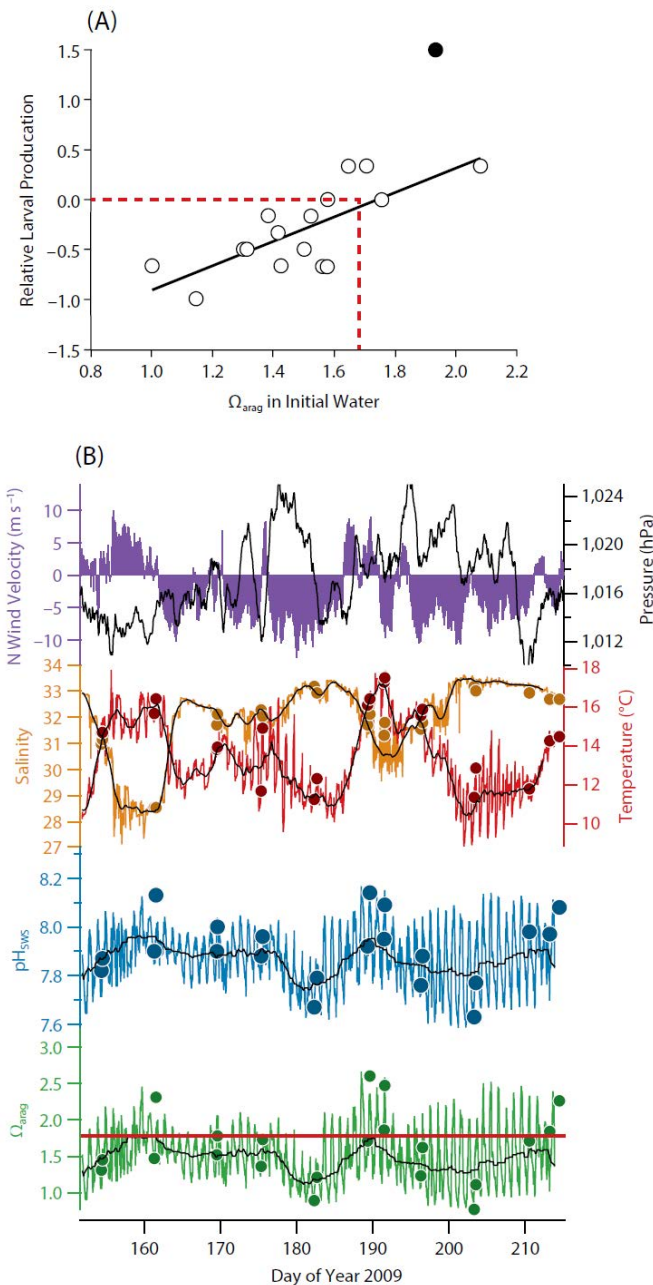 (A)
1.5
1.0
0.5
0.0
−0.5
−1.0
−1.5
Relative Larval Producation
0.8 1.0 1.2 1.4 1.6 1.8 2.0 2.2
Ωarag in Initial Water
(B)
10
5
0
−5
−10
N Wind Velocity (m s⁻¹)
1,024
1,020
1,016
1,012
Pressure (hPa)
34
33
32
31
30
29
28
27
Salinity
18
16
14
12
10
Temperature (°C)
8.2
8.0
7.8
7.6
pHSWS
3.0
2.5
2.0
1.5
1.0
Ωarag
160 170 180 190 200 210
Day of Year 2009